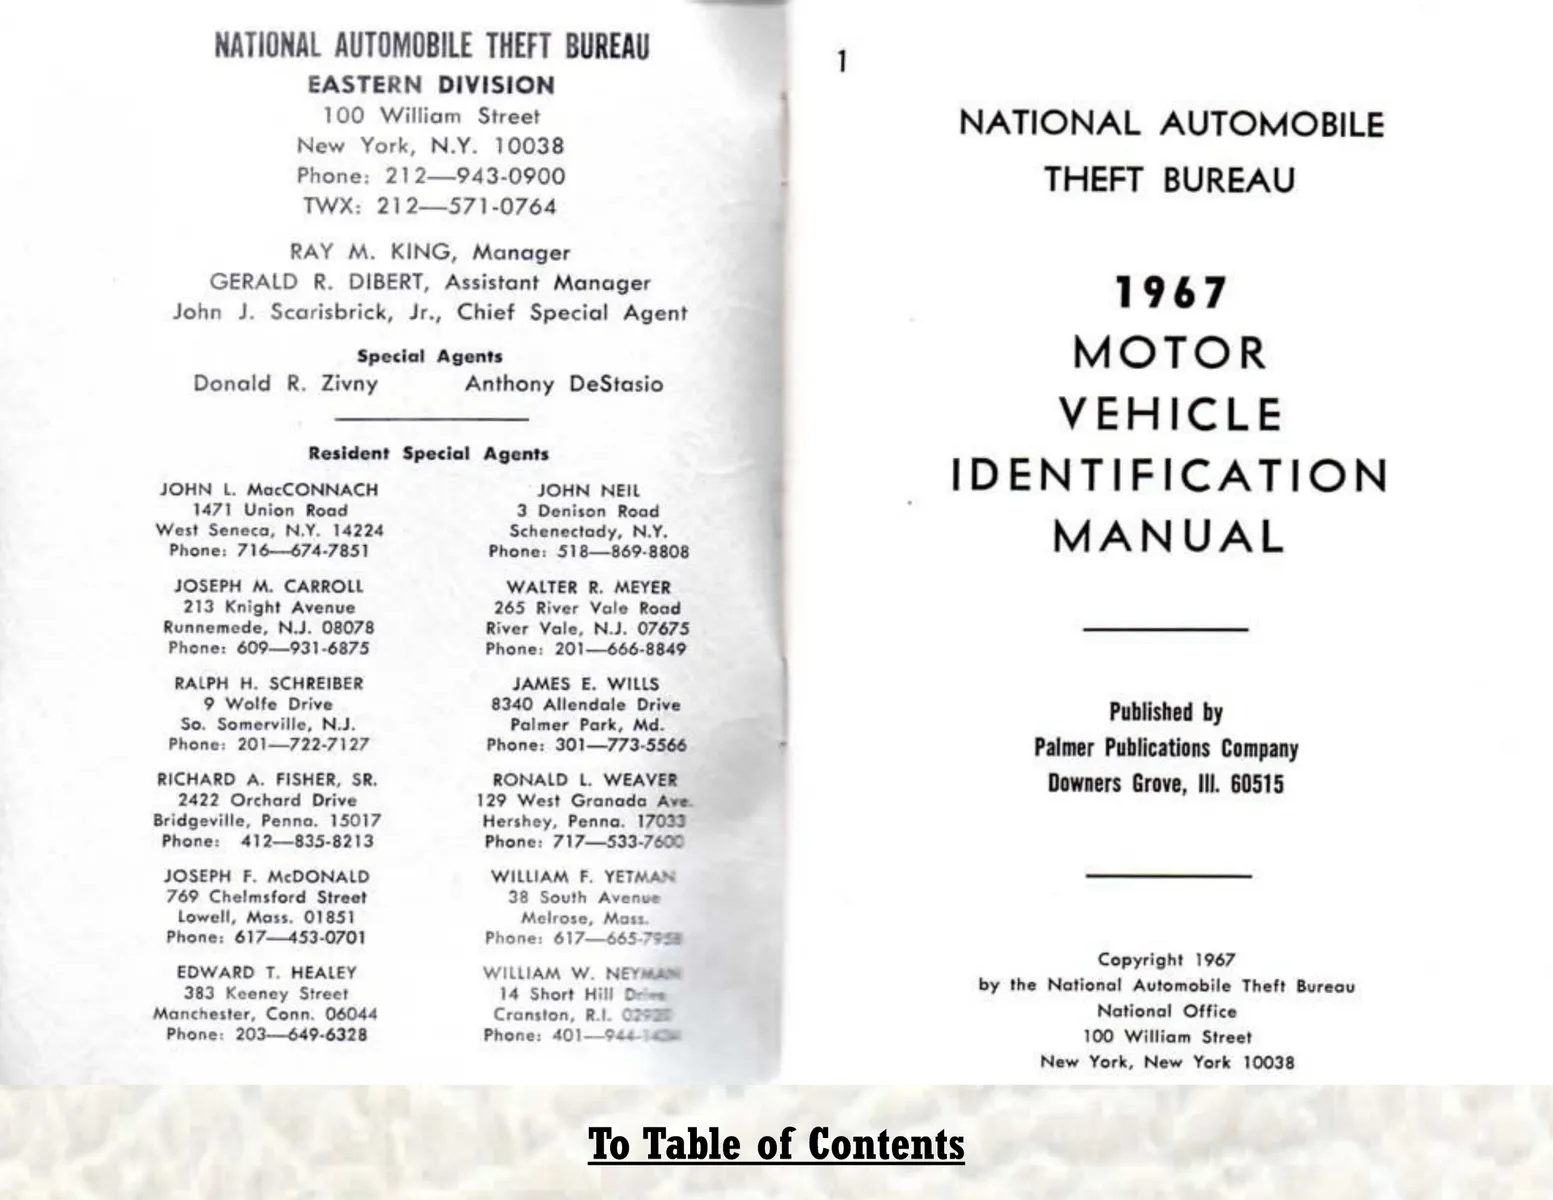 NATIONAL AUTOMOBILE THEFT BUREAU
EASTERN DIVISION
100 William Street
New York, N.Y. 10038
Phone: 212—943-0900
TWX: 212—571-0764
RAY M. KING, Manager
GERALD R. DIBERT, Assistant Manager
John J. Scarisbrick, Jr., Chief Special Agent
Special Agents
Donald R. Zivny Anthony DeStasio
Resident Special Agents
JOHN L. MacCONNACH
1471 Union Road
West Seneca, N.Y. 14224
Phone: 716—674-7851
JOSEPH M. CARROLL
213 Knight Avenue
Runnemede, N.J. 08078
Phone: 609—931-6875
RALPH H. SCHREIBER
9 Wolfe Drive
So. Somerville, N.J.
Phone: 201—722-7127
RICHARD A. FISHER, SR.
2422 Orchard Drive
Bridgeville, Penna. 15017
Phone: 412—835-8213
JOSEPH F. McDONALD
769 Chelmsford Street
Lowell, Mass. 01851
Phone: 617—453-0701
EDWARD T. HEALEY
383 Keeney Street
Manchester, Conn. 06044
Phone: 203—649-6328
JOHN NEIL
3 Denison Road
Schenectady, N.Y.
Phone: 518—869-8808
WALTER R. MEYER
265 River Vale Road
River Vale, N.J. 07675
Phone: 201—666-8849
JAMES E. WILLS
8340 Allendale Drive
Palmer Park, Md.
Phone: 301—773-5566
RONALD L. WEAVER
129 West Granada Ave.
Hershey, Penna. 17033
Phone: 717—533-7600
WILLIAM F. YETMAN
38 South Avenue
Melrose, Mass.
Phone: 617—665-7958
WILLIAM W. NEYMAN
14 Short Hill Drive
Cranston, R.I.
Phone:
1
NATIONAL AUTOMOBILE
THEFT BUREAU
1967
MOTOR
VEHICLE
IDENTIFICATION
MANUAL
Published by
Palmer Publications Company
Downers Grove, Ill. 60515
Copyright 1967
by the National Automobile Theft Bureau
National Office
100 William Street
New York, New York 10038
To Table of Contents